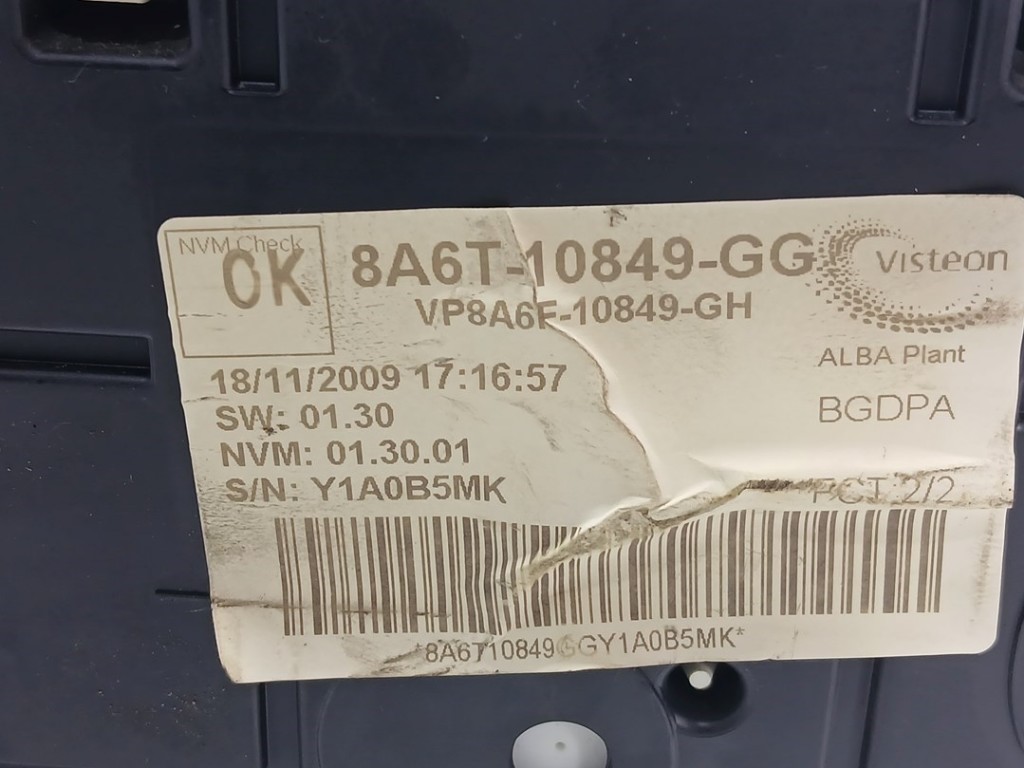 NVM Check
OK
8A6T-10849-GG
VP8A6F-10849-GH
Visteon
ALBA Plant
18/11/2009 17:16:57
BGDPA
SW: 01.30
NVM: 01.30.01
S/N: Y1A0B5MK
FCT 2/2
*8A6T10849GGY1A0B5MK*